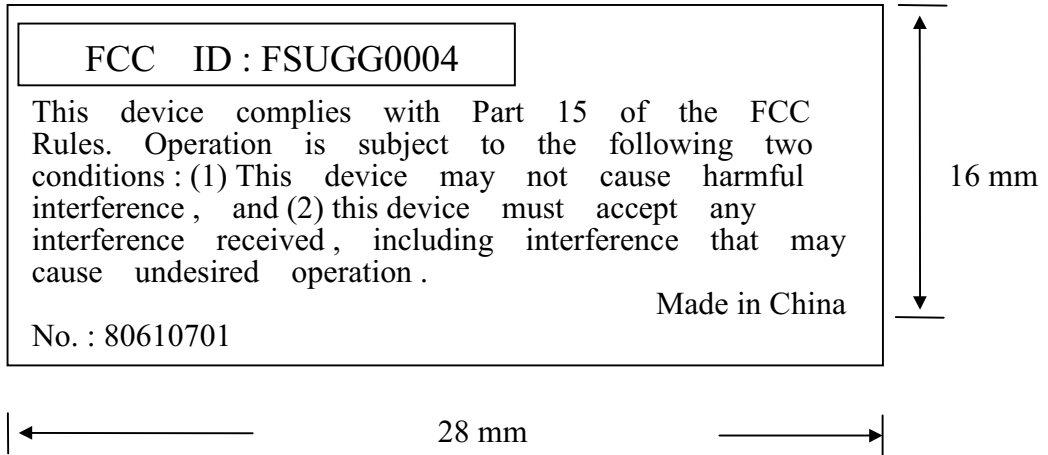 FCC ID : FSUGG0004
This device complies with Part 15 of the FCC
Rules. Operation is subject to the following two
conditions : (1) This device may not cause harmful
interference , and (2) this device must accept any
interference received , including interference that may
cause undesired operation .
Made in China
No. : 80610701
16 mm
28 mm